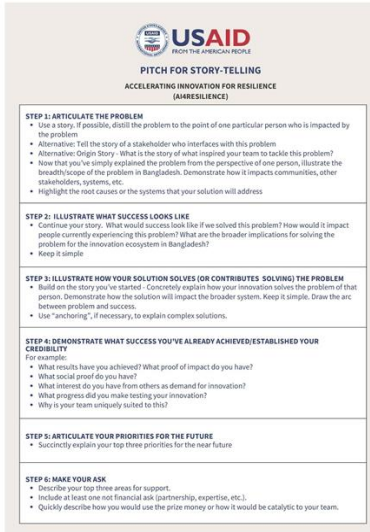 USAID
FROM THE AMERICAN PEOPLE
PITCH FOR STORY-TELLING
ACCELERATING INNOVATION FOR RESILIENCE
(AI4RESILIENCE)
STEP 1: ARTICULATE THE PROBLEM
• Use a story. If possible, distill the problem to the point of one particular person who is impacted by
the problem
• Alternative: Tell the story of a stakeholder who interfaces with this problem
• Alternative: Origin Story - What is the story of what inspired your team to tackle this problem?
• Now that you've simply explained the problem from the perspective of one person, illustrate the
breadth/scope of the problem in Bangladesh. Demonstrate how it impacts communities, other
stakeholders, systems, etc.
• Highlight the root causes or the systems that your solution will address
STEP 2: ILLUSTRATE WHAT SUCCESS LOOKS LIKE
• Continue your story. What would success look like if we solved this problem? How would it impact
people currently experiencing this problem? What are the broader implications for solving the
problem for the innovation ecosystem in Bangladesh?
• Keep it simple
STEP 3: ILLUSTRATE HOW YOUR SOLUTION SOLVES (OR CONTRIBUTES SOLVING) THE PROBLEM
• Build on the story you've started - Concretely explain how your innovation solves the problem of that
person. Demonstrate how the solution will impact the broader system. Keep it simple. Draw the arc
between problem and success.
• Use "anchoring", if necessary, to explain complex solutions.
STEP 4: DEMONSTRATE WHAT SUCCESS YOU'VE ALREADY ACHIEVED/ESTABLISHED YOUR
CREDIBILITY
For example:
• What results have you achieved? What proof of impact do you have?
• What social proof do you have?
• What interest do you have from others as demand for innovation?
• What progress did you make testing your innovation?
• Why is your team uniquely suited to this?
STEP 5: ARTICULATE YOUR PRIORITIES FOR THE FUTURE
• Succinctly explain your top three priorities for the near future
STEP 6: MAKE YOUR ASK
• Describe your top three areas for support.
• Include at least one not financial ask (partnership, expertise, etc.).
• Quickly describe how you would use the prize money or how it would be catalytic to your team.